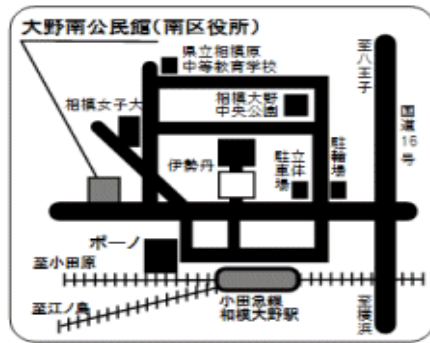 大野南公民館(南区役所)
県立相模原
中等教育学校
至八王子
相模女子大
相模大野
中央公園
国道16号
伊勢丹
立体
駐車場
駐輪場
ボーノ
至小田原
至江ノ島
小田急線
相模大野駅
至横浜